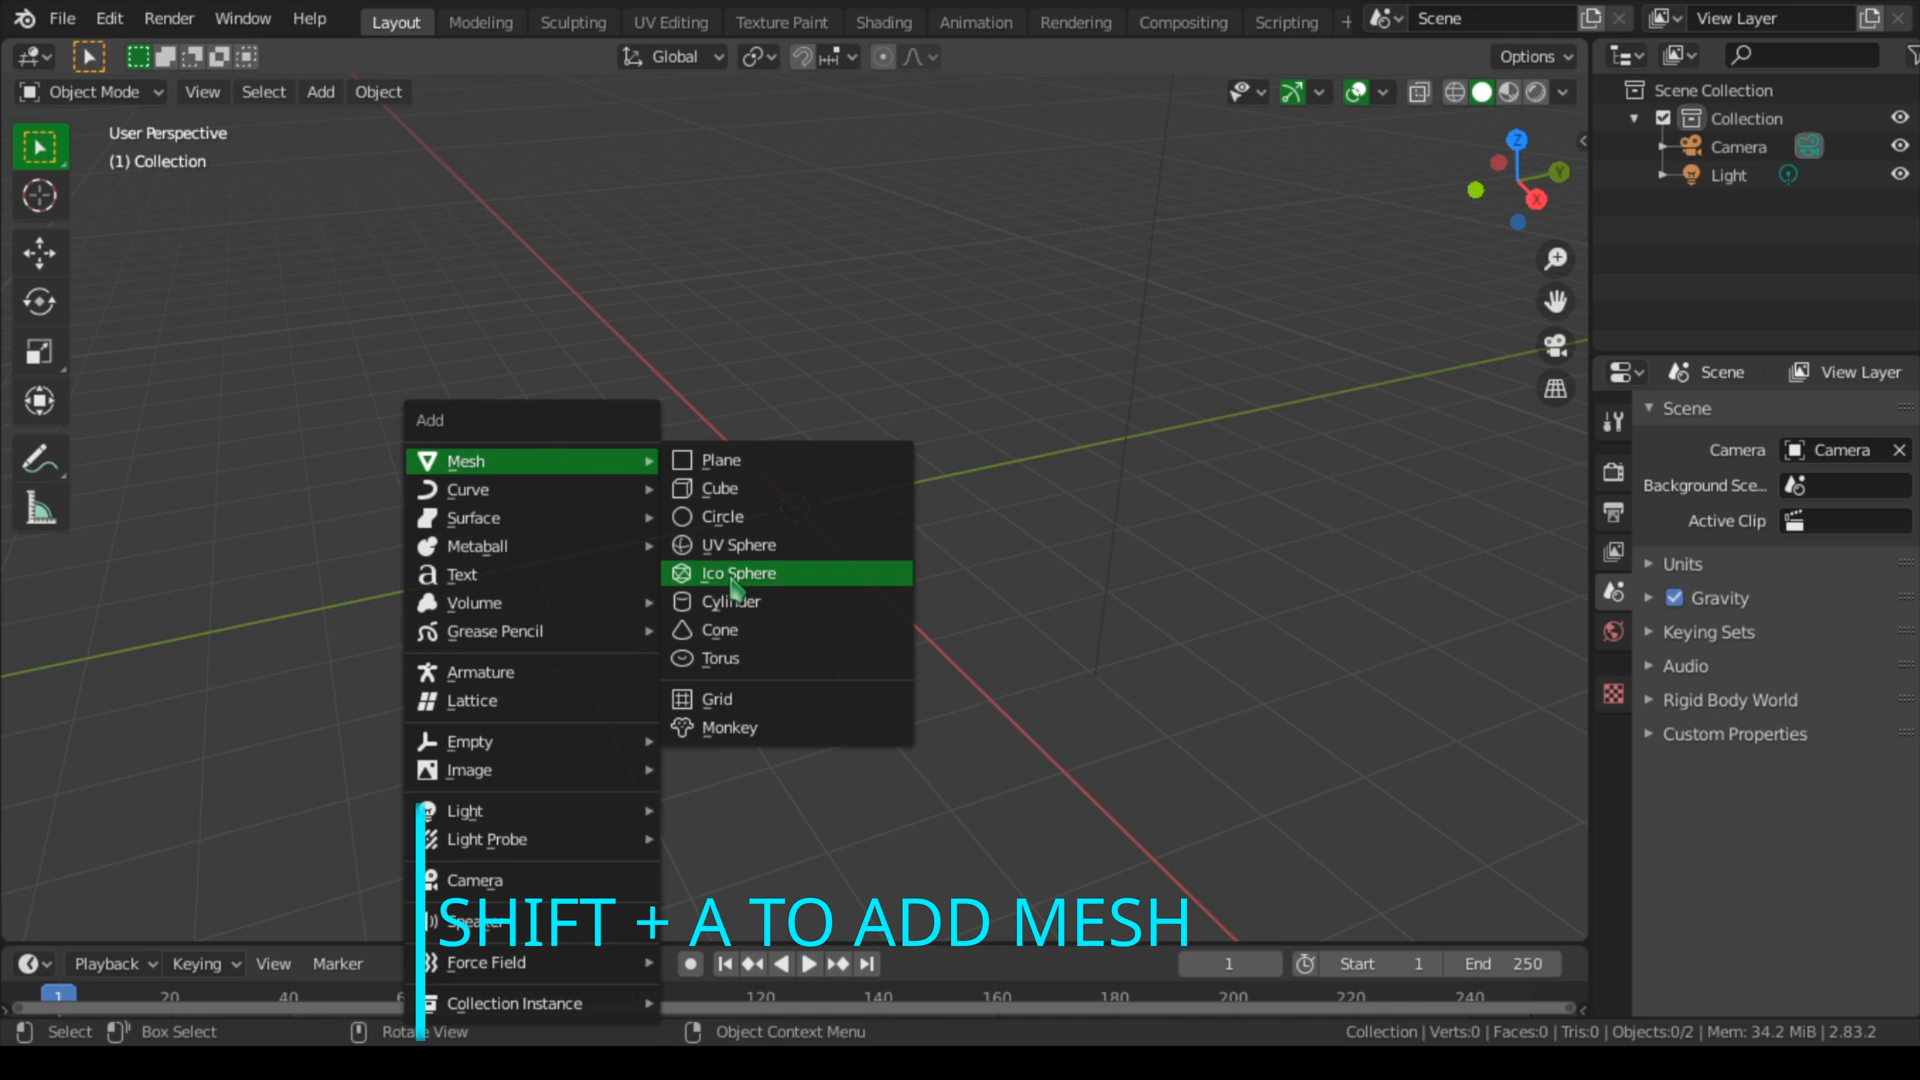 File Edit Render Window Help Layout Modeling Sculpting UV Editing Texture Paint Shading Animation Rendering Compositing Scripting + Scene View Layer
Global Options
Object Mode View Select Add Object
User Perspective
(1) Collection
Z
Y
X
Scene Collection
Collection
Camera
Light
Scene View Layer
Scene
Camera Camera
Background Sce...
Active Clip
Units
Gravity
Keying Sets
Audio
Rigid Body World
Custom Properties
Add
Mesh
Curve
Surface
Metaball
Text
Volume
Grease Pencil
Armature
Lattice
Empty
Image
Light
Light Probe
Camera
Speaker
Force Field
Collection Instance
Plane
Cube
Circle
UV Sphere
Ico Sphere
Cylinder
Cone
Torus
Grid
Monkey
SHIFT + A TO ADD MESH
Playback Keying View Marker 1 Start 1 End 250
1 20 40 120 140 160 180 200 220 240
Select Box Select Rotate View Object Context Menu Collection | Verts:0 | Faces:0 | Tris:0 | Objects:0/2 | Mem: 34.2 MiB | 2.83.2